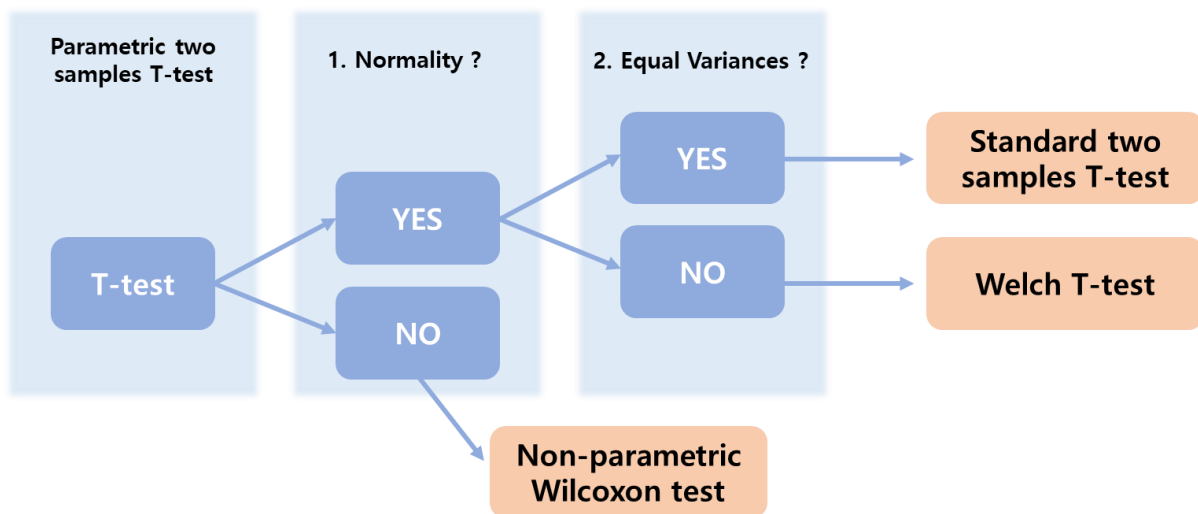 Parametric two
samples T-test
1. Normality ?
2. Equal Variances ?
T-test
YES
NO
YES
NO
Standard two
samples T-test
Welch T-test
Non-parametric
Wilcoxon test